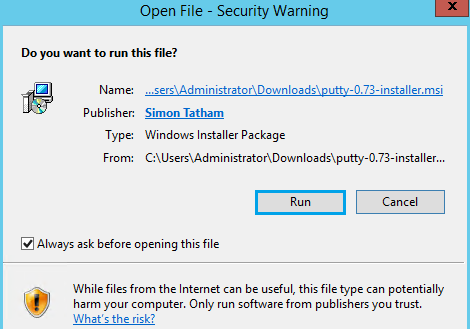 Open File - Security Warning
x
Do you want to run this file?
Name: ...sers\Administrator\Downloads\putty-0.73-installer.msi
Publisher: Simon Tatham
Type: Windows Installer Package
From: C:\Users\Administrator\Downloads\putty-0.73-installer...
Run Cancel
Always ask before opening this file
While files from the Internet can be useful, this file type can potentially
harm your computer. Only run software from publishers you trust.
What's the risk?